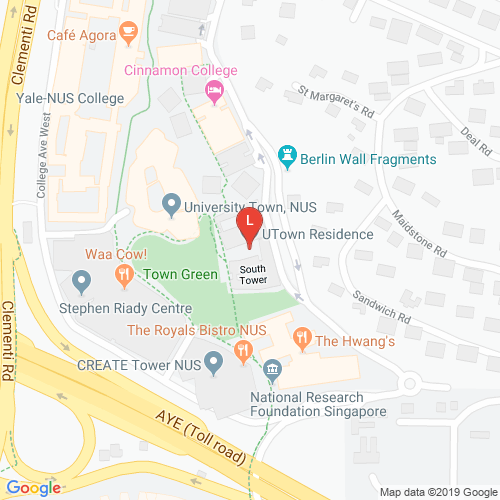 Café Agora
Clementi Rd
Cinnamon College
Yale-NUS College
St Margaret's Rd
Deal Rd
College Ave West
Berlin Wall Fragments
University Town, NUS
Maidstone Rd
L
UTown Residence
Waa Cow!
Town Green
South
Tower
Stephen Riady Centre
Sandwich Rd
Clementi Rd
The Royals Bistro NUS
The Hwang's
CREATE Tower NUS
National Research
Foundation Singapore
AYE (Toll road)
Google
Map data ©2019 Google